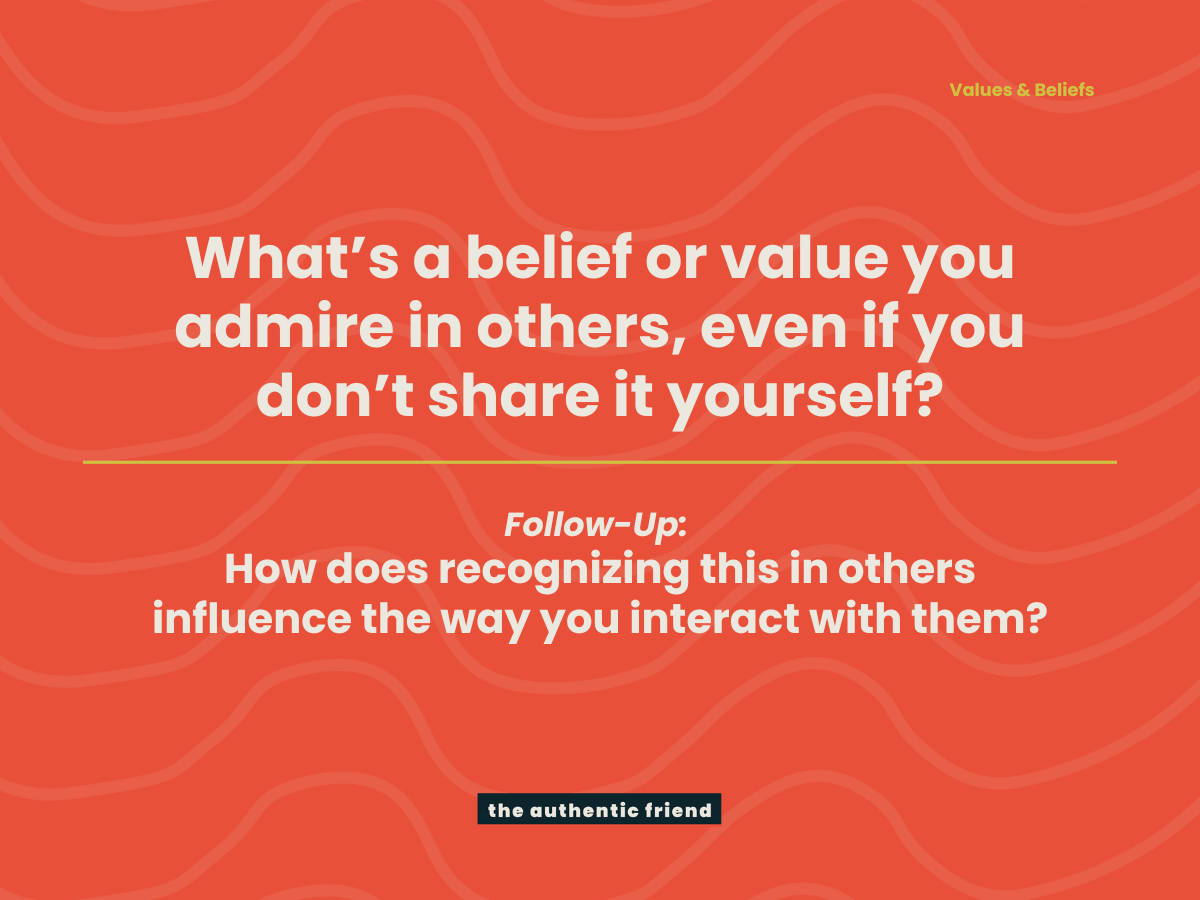 Values & Beliefs
What’s a belief or value you
admire in others, even if you
don’t share it yourself?
Follow-Up:
How does recognizing this in others
influence the way you interact with them?
the authentic friend